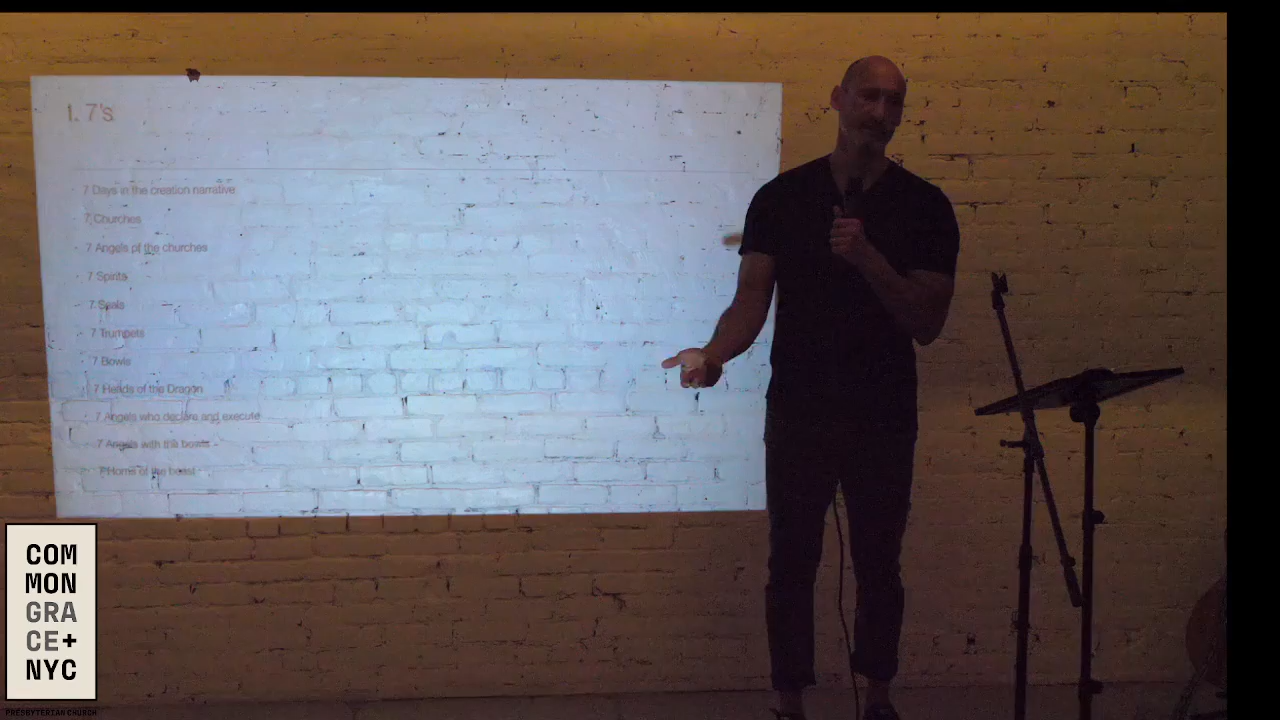 1. 7's
7 Days in the creation narrative
7 Churches
7 Angels of the churches
7 Spirits
7 Seals
7 Trumpets
7 Bowls
7 Heads of the Dragon
7 Angels who declare and execute
7 Angels with the bowls
7 Horns of the beast
COM
MON
GRA
CE+
NYC
PRESBYTERIAN CHURCH